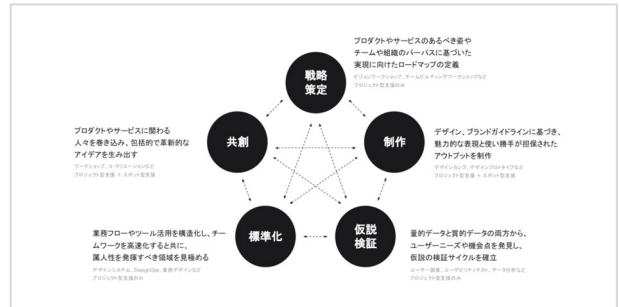 プロダクトやサービスのあるべき姿や
チームや組織のパーパスに基づいた
実現に向けたロードマップの定義
ビジョンワークショップ、チームビルディングワークショップなど
プロジェクト型支援のみ
戦略
策定
プロダクトやサービスに関わる
人々を巻き込み、包括的で革新的な
アイデアを生み出す
ワークショップ、コ・クリエーションなど
プロジェクト型支援 + スポット型支援
共創
制作
デザイン、ブランドガイドラインに基づき、
魅力的な表現と使い勝手が担保された
アウトプットを制作
デザインカンプ、デザインプロトタイプなど
プロジェクト型支援 + スポット型支援
業務フローやツール活用を構造化し、チー
ムワークを高速化すると共に、
属人性を発揮すべき領域を見極める
デザインシステム、DesignOps、業務デザインなど
プロジェクト型支援のみ
標準化
仮説
検証
量的データと質的データの両方から、
ユーザーニーズや機会点を発見し、
仮説の検証サイクルを確立
ユーザー調査、ユーザビリティテスト、データ分析など
プロジェクト型支援のみ